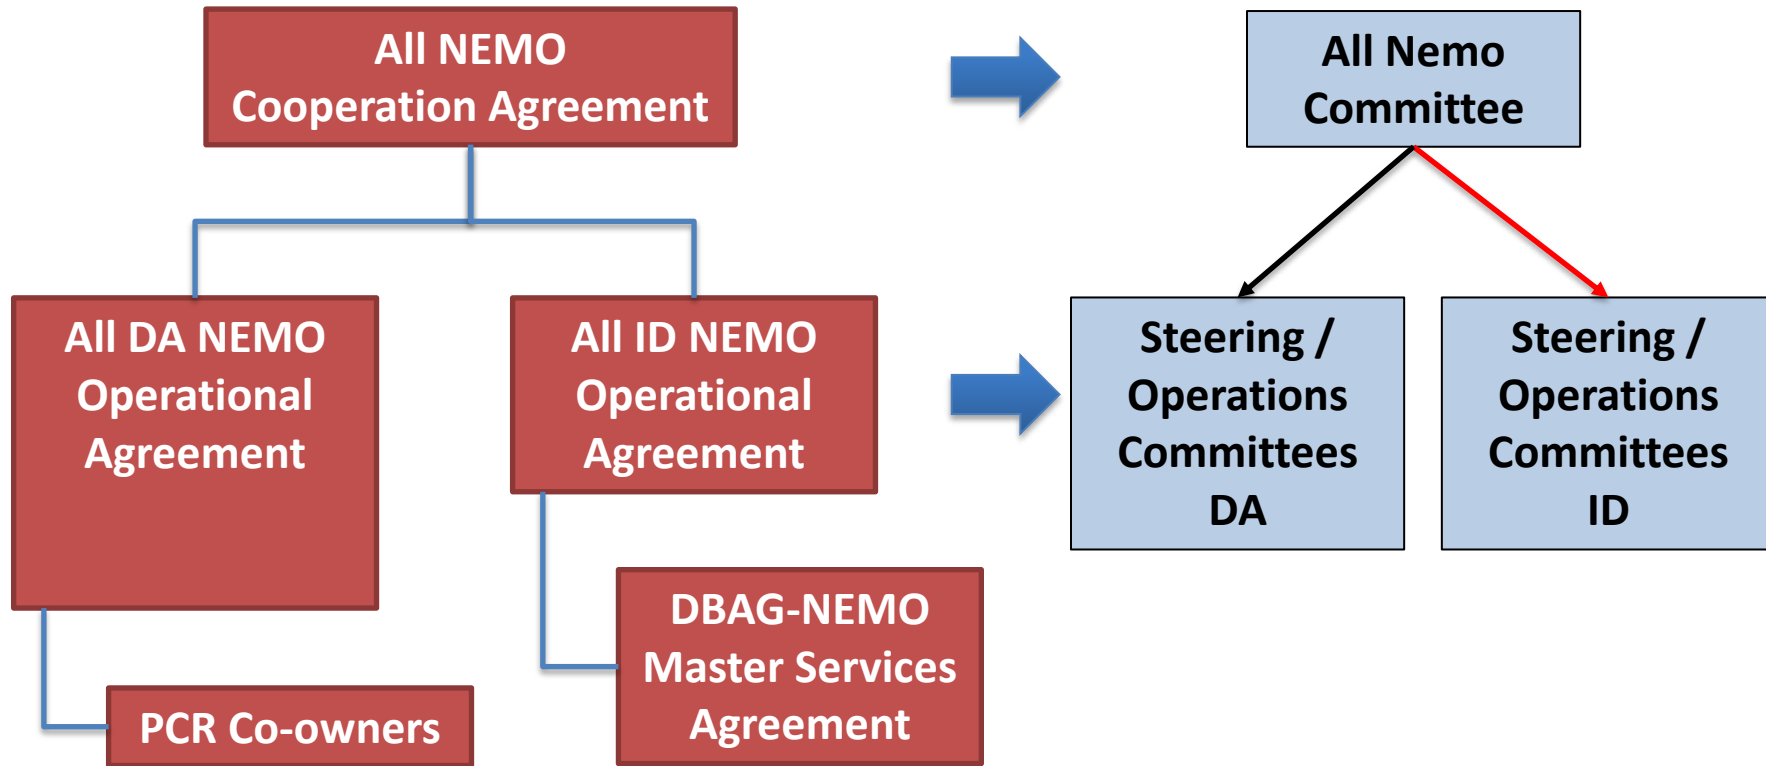 All NEMO
Cooperation Agreement
All Nemo
Committee
All DA NEMO
Operational
Agreement
All ID NEMO
Operational
Agreement
Steering /
Operations
Committees
DA
Steering /
Operations
Committees
ID
PCR Co-owners
DBAG-NEMO
Master Services
Agreement